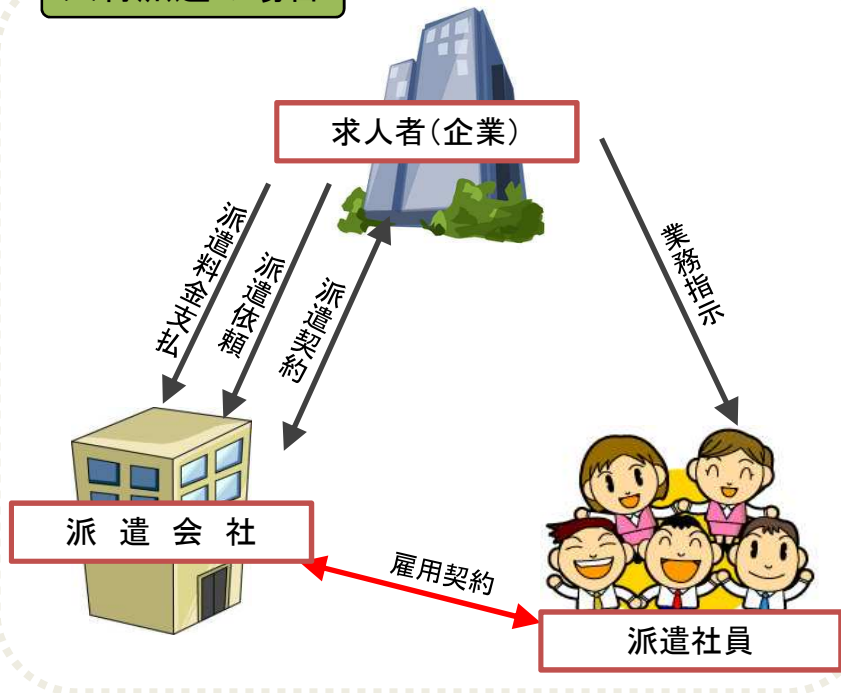 求人者(企業)
派遣料金支払
派遣依頼
派遣契約
業務指示
派遣会社
雇用契約
派遣社員